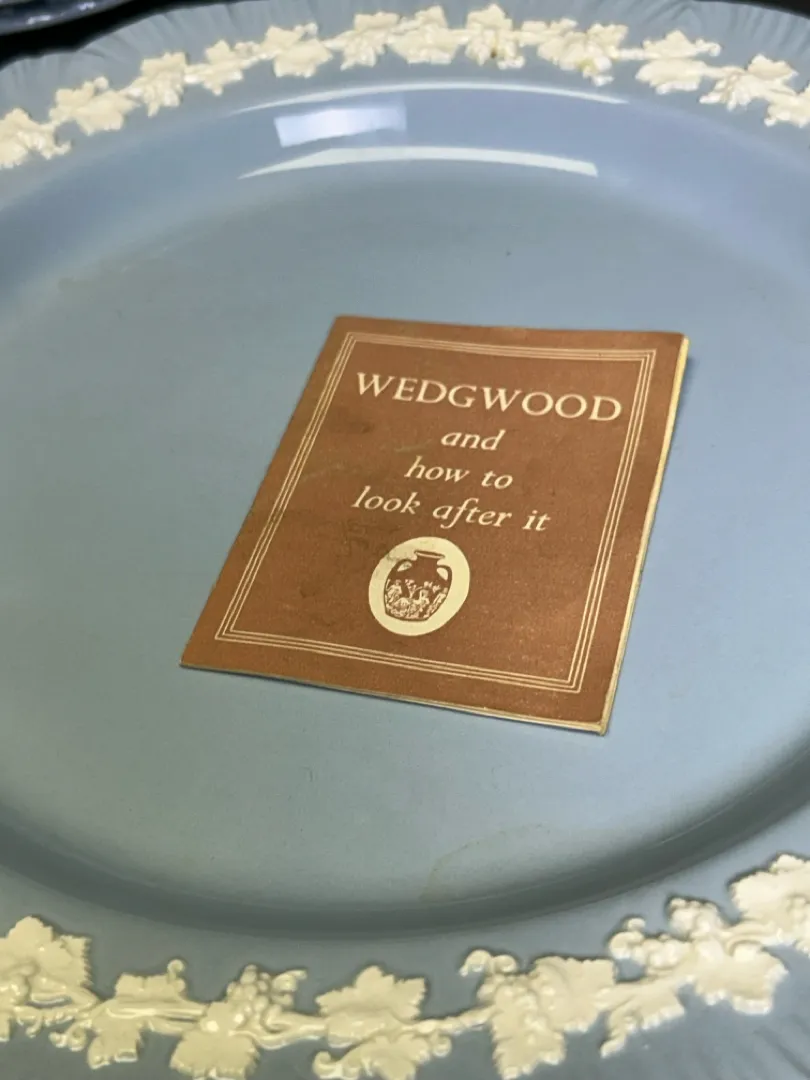 WEDGWOOD
and
how to
look after it